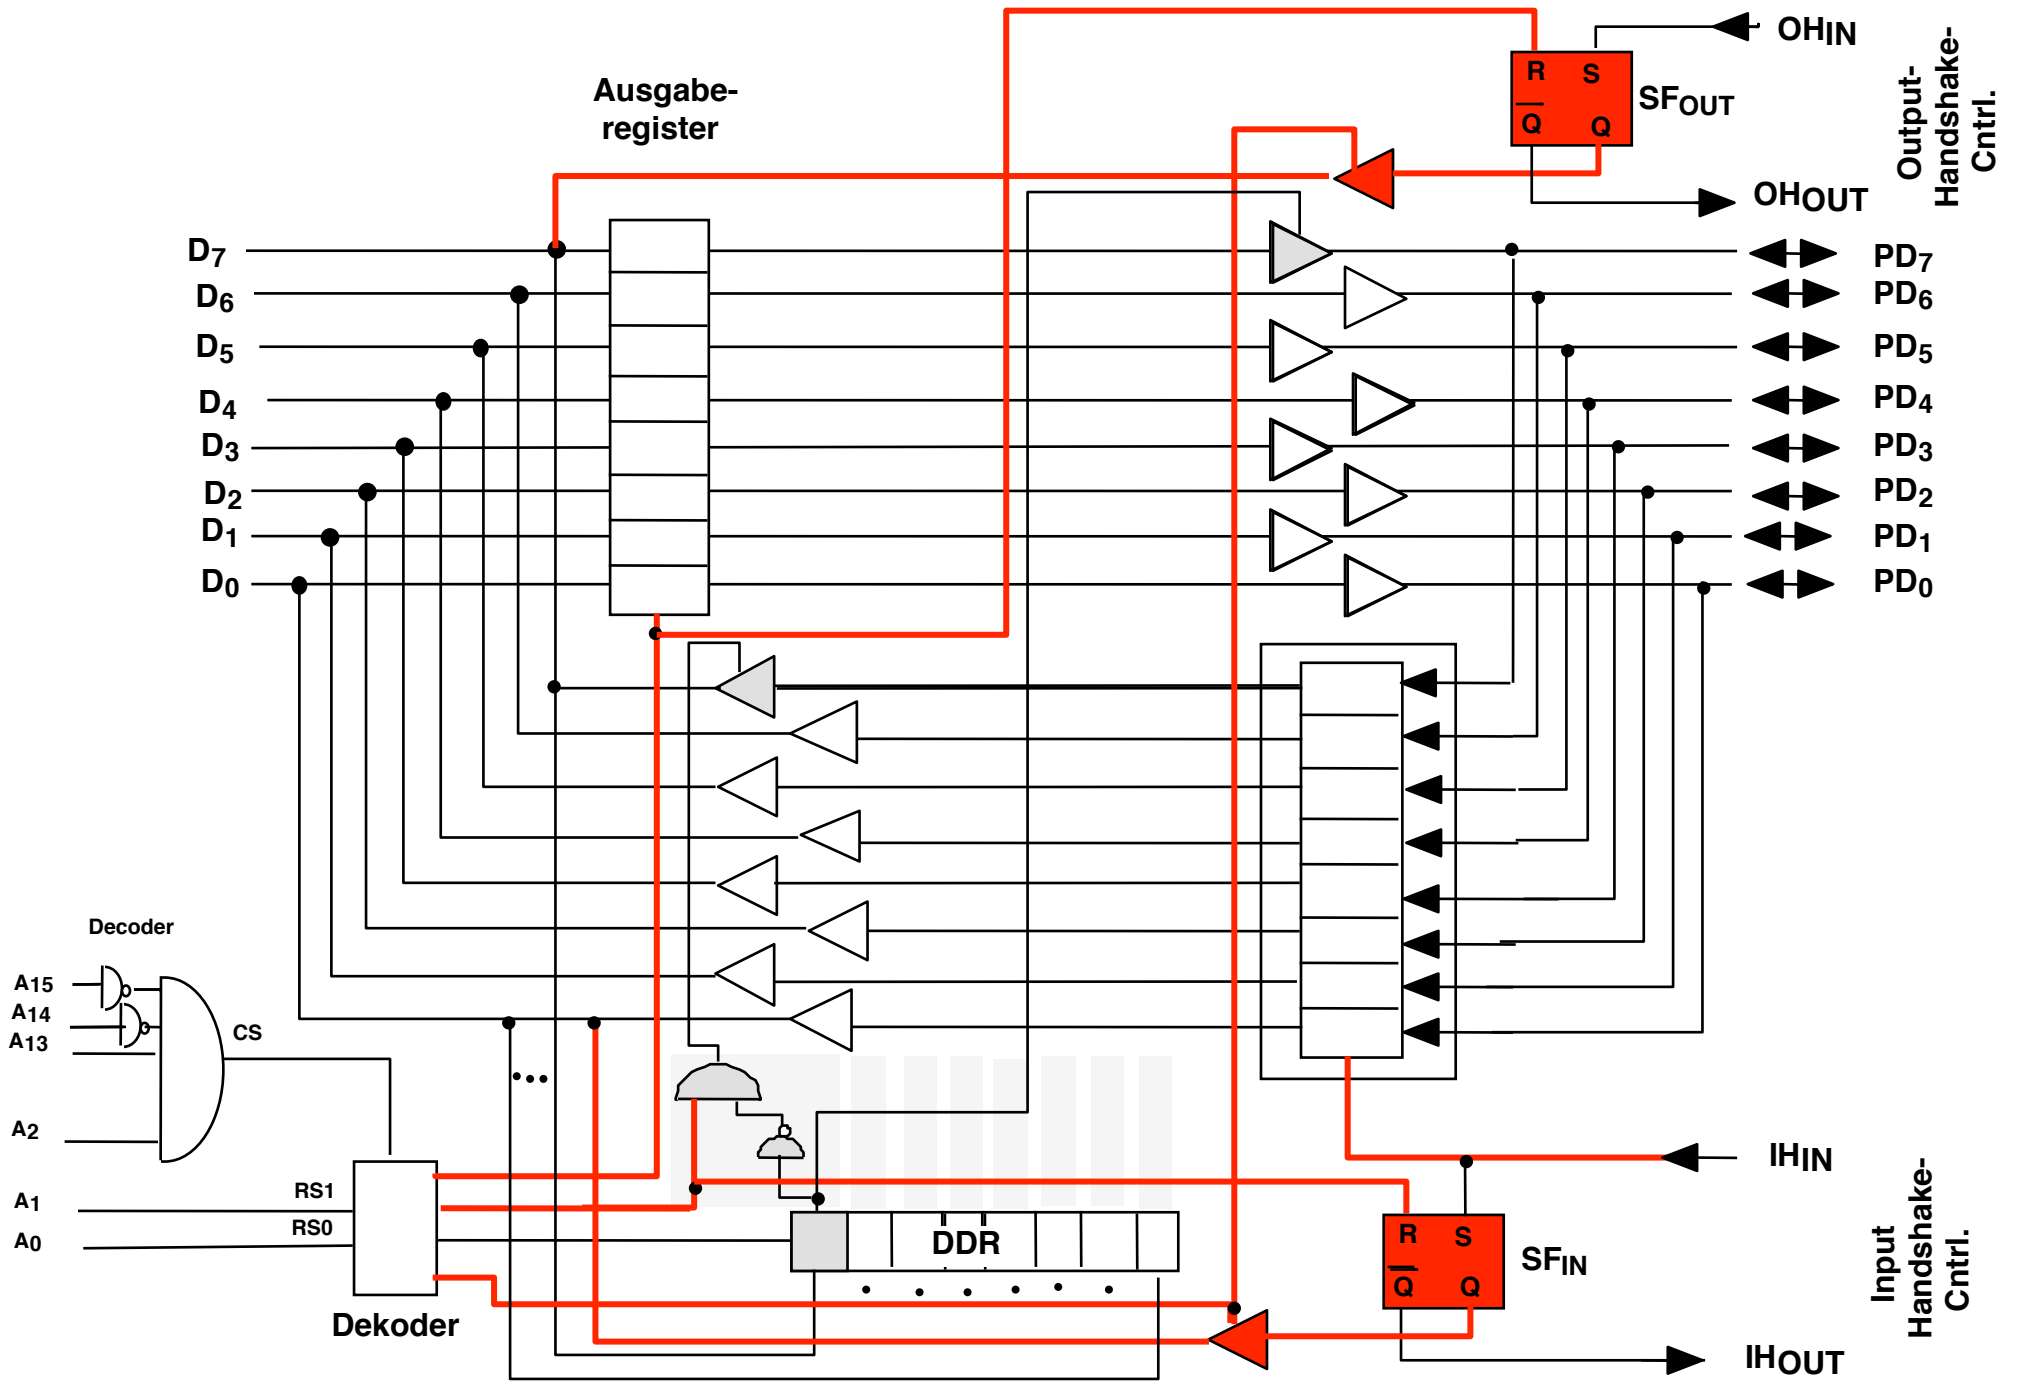 OHIN
R S
Q Q
SFOUT
Output-
Handshake-
Cntrl.
Ausgabe-
register
OHOUT
D7
PD7
D6
PD6
D5
PD5
D4
PD4
D3
PD3
D2
PD2
D1
PD1
D0
PD0
Decoder
A15
A14
A13
CS
A2
A1
RS1
A0
RS0
Dekoder
DDR
IHIN
R S
Q Q
SFIN
Input
Handshake-
Cntrl.
IHOUT